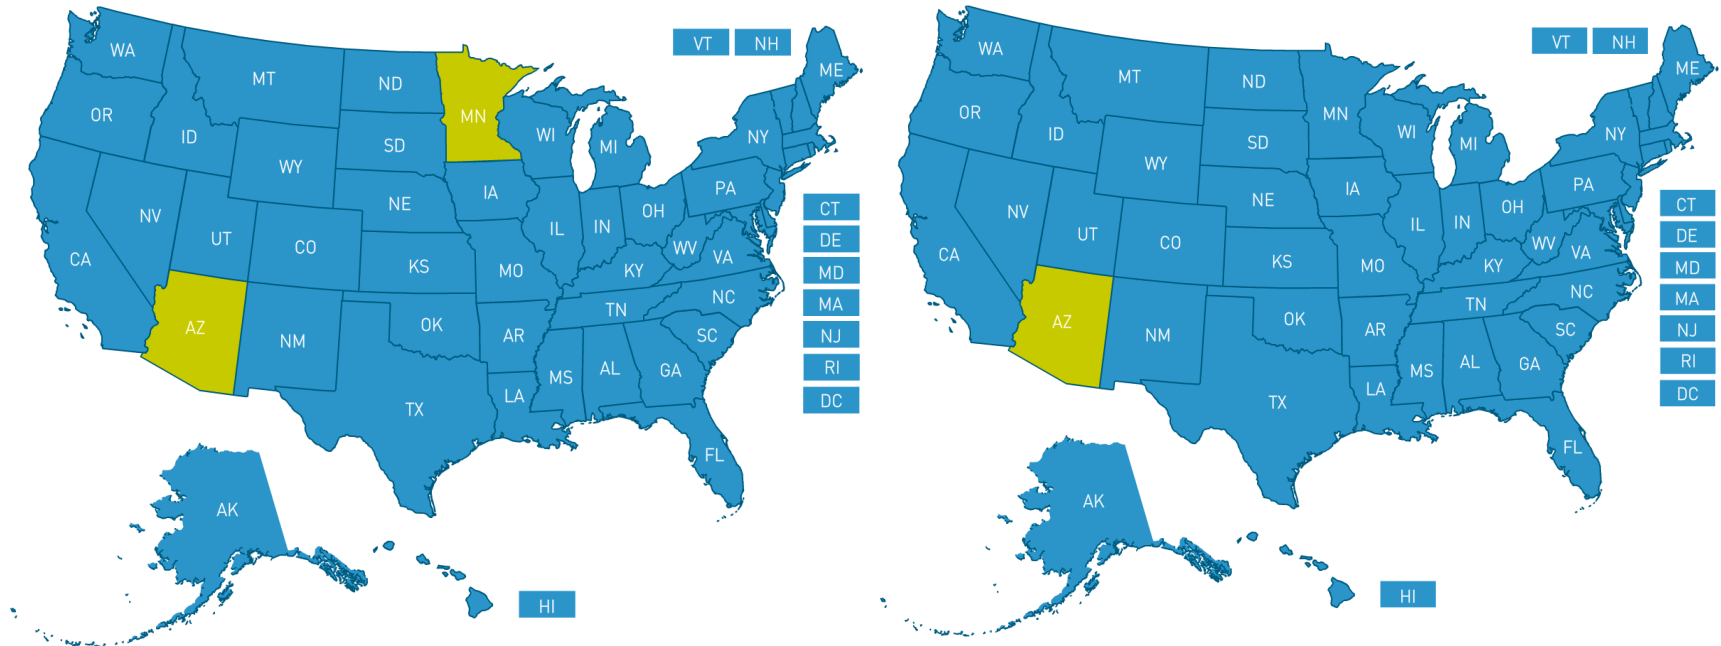 WA
MT
ND
MN
OR
ID
SD
WI
MI
WY
IA
NE
NV
UT
CO
IL
IN
OH
PA
NY
ME
VT
NH
CA
KS
MO
KY
WV
VA
AZ
NM
OK
AR
TN
NC
SC
MS
AL
GA
LA
TX
FL
AK
HI
CT
DE
MD
MA
NJ
RI
DC
WA
MT
ND
MN
OR
ID
SD
WI
MI
WY
IA
NE
NV
UT
CO
IL
IN
OH
PA
NY
ME
VT
NH
CA
KS
MO
KY
WV
VA
AZ
NM
OK
AR
TN
NC
SC
MS
AL
GA
LA
TX
FL
AK
HI
CT
DE
MD
MA
NJ
RI
DC